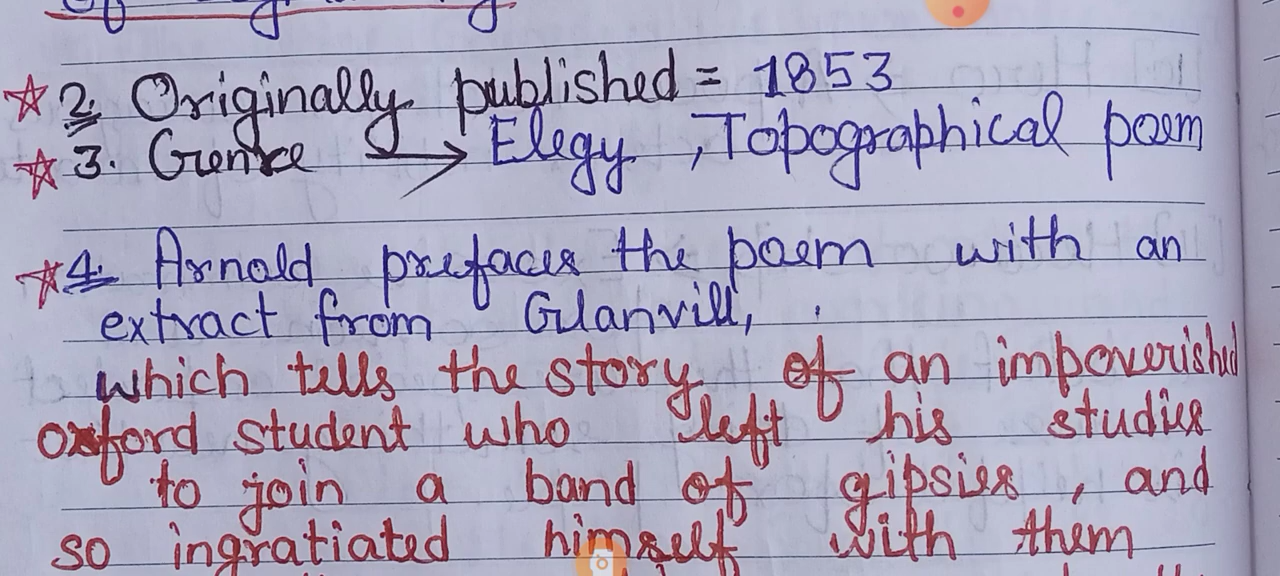 2. Originally published = 1853
3. Genre → Elegy, Topographical poem
4. Arnold prefaces the poem with an
extract from Glanvill,
which tells the story of an impoverished
oxford student who left his studies
to join a band of gipsies, and
so ingratiated himself with them